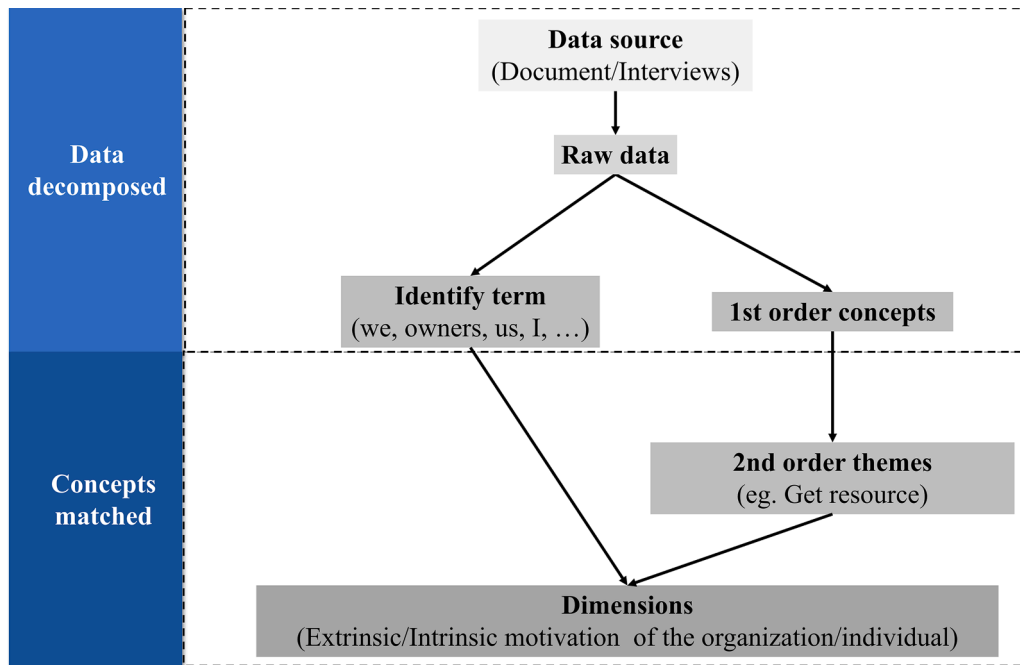 Data source
(Document/Interviews)
Data
decomposed
Raw data
Identify term
(we, owners, us, I, …)
1st order concepts
Concepts
matched
2nd order themes
(eg. Get resource)
Dimensions
(Extrinsic/Intrinsic motivation of the organization/individual)